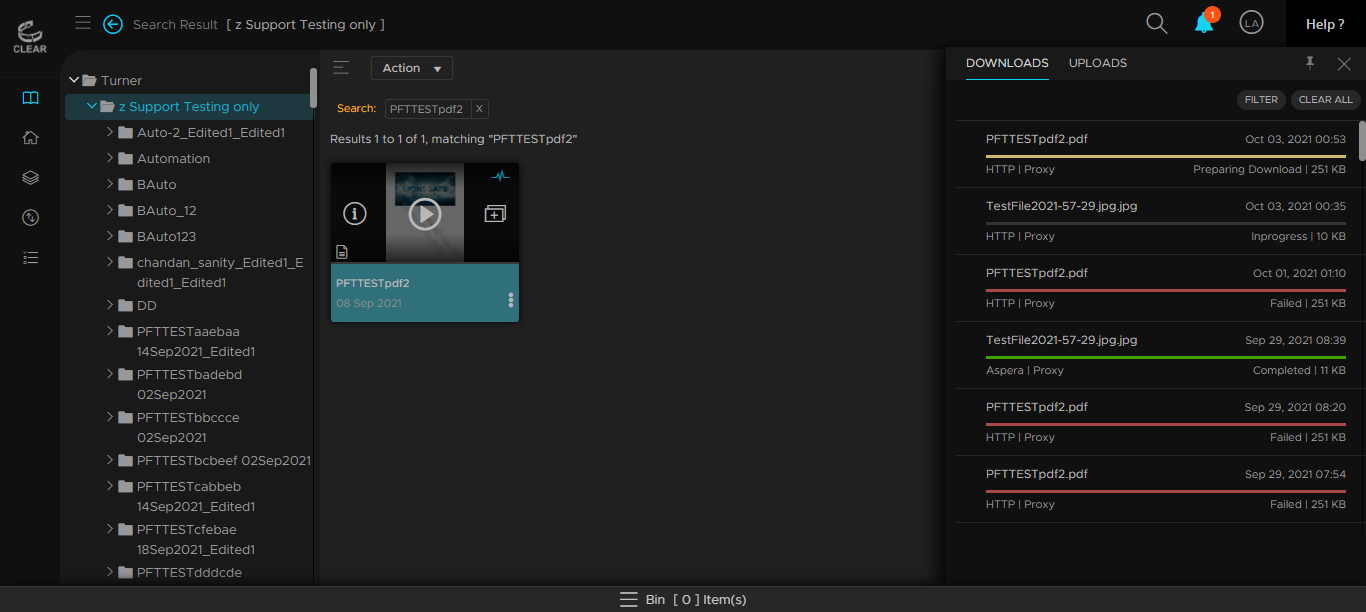 CLEAR
Search Result [ z Support Testing only ]
1
LA
Help ?
Turner
z Support Testing only
Auto-2_Edited1_Edited1
Automation
BAuto
BAuto_12
BAuto123
chandan_sanity_Edited1_E
dited1_Edited1
DD
PFTTESTaaebaa
14Sep2021_Edited1
PFTTESTbadebd
02Sep2021
PFTTESTbbccce
02Sep2021
PFTTESTbcbeef 02Sep2021
PFTTESTcabbeb
14Sep2021_Edited1
PFTTESTcfebae
18Sep2021_Edited1
PFTTESTdddcde
Action
Search: PFTTESTpdf2 X
Results 1 to 1 of 1, matching "PFTTESTpdf2"
LIONSGATE
PFTTESTpdf2
08 Sep 2021
DOWNLOADS UPLOADS
FILTER CLEAR ALL
PFTTESTpdf2.pdf Oct 03, 2021 00:53
HTTP | Proxy Preparing Download | 251 KB
TestFile2021-57-29.jpg.jpg Oct 03, 2021 00:35
HTTP | Proxy Inprogress | 10 KB
PFTTESTpdf2.pdf Oct 01, 2021 01:10
HTTP | Proxy Failed | 251 KB
TestFile2021-57-29.jpg.jpg Sep 29, 2021 08:39
Aspera | Proxy Completed | 11 KB
PFTTESTpdf2.pdf Sep 29, 2021 08:20
HTTP | Proxy Failed | 251 KB
PFTTESTpdf2.pdf Sep 29, 2021 07:54
HTTP | Proxy Failed | 251 KB
Bin [ 0 ] Item(s)